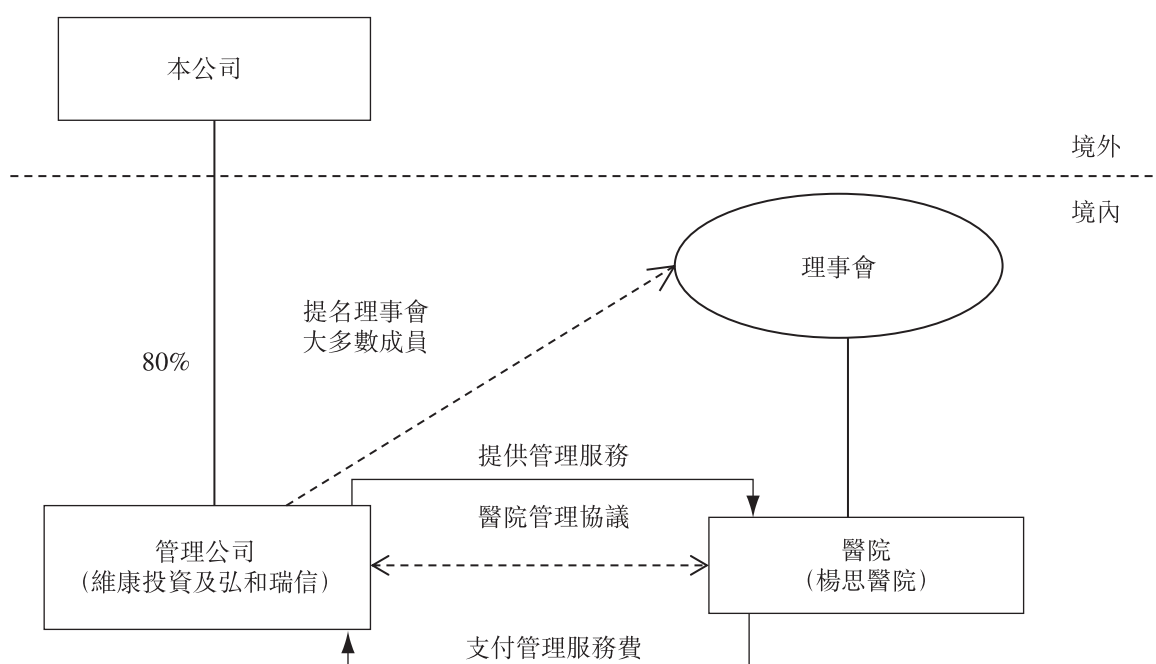 本公司
境外
境內
理事會
提名理事會
大多數成員
80%
提供管理服務
醫院管理協議
管理公司
（維康投資及弘和瑞信）
醫院
（楊思醫院）
支付管理服務費